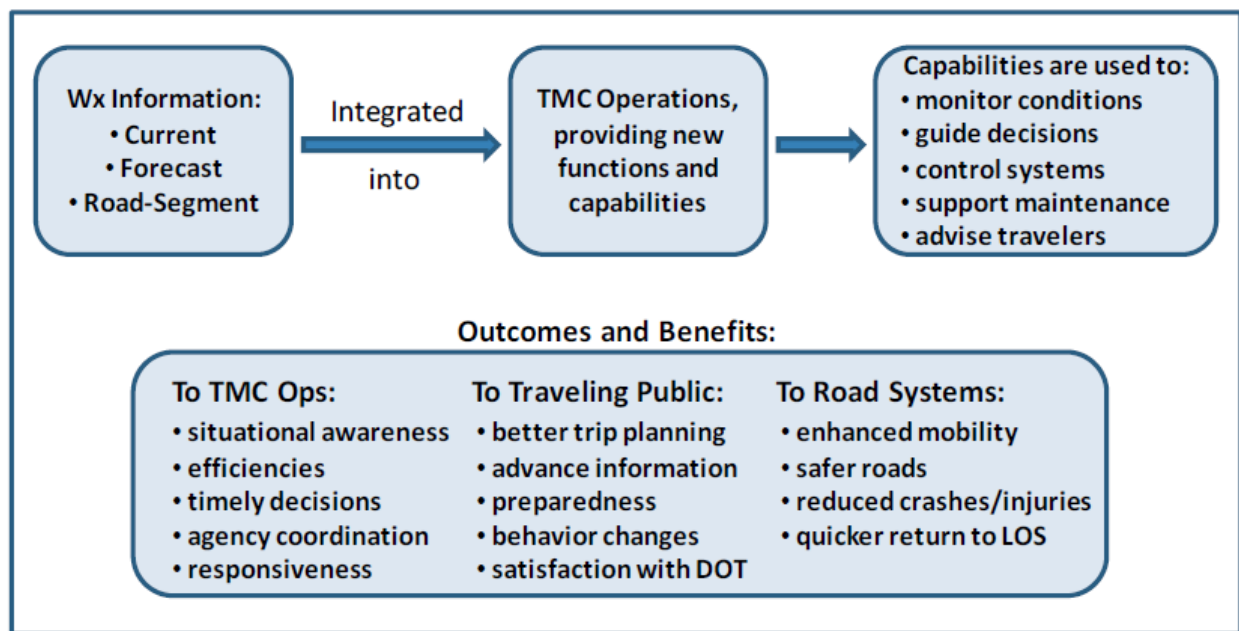 Wx Information:
• Current
• Forecast
• Road-Segment
Integrated
into
TMC Operations,
providing new
functions and
capabilities
Capabilities are used to:
• monitor conditions
• guide decisions
• control systems
• support maintenance
• advise travelers
Outcomes and Benefits:
To TMC Ops:
• situational awareness
• efficiencies
• timely decisions
• agency coordination
• responsiveness
To Traveling Public:
• better trip planning
• advance information
• preparedness
• behavior changes
• satisfaction with DOT
To Road Systems:
• enhanced mobility
• safer roads
• reduced crashes/injuries
• quicker return to LOS